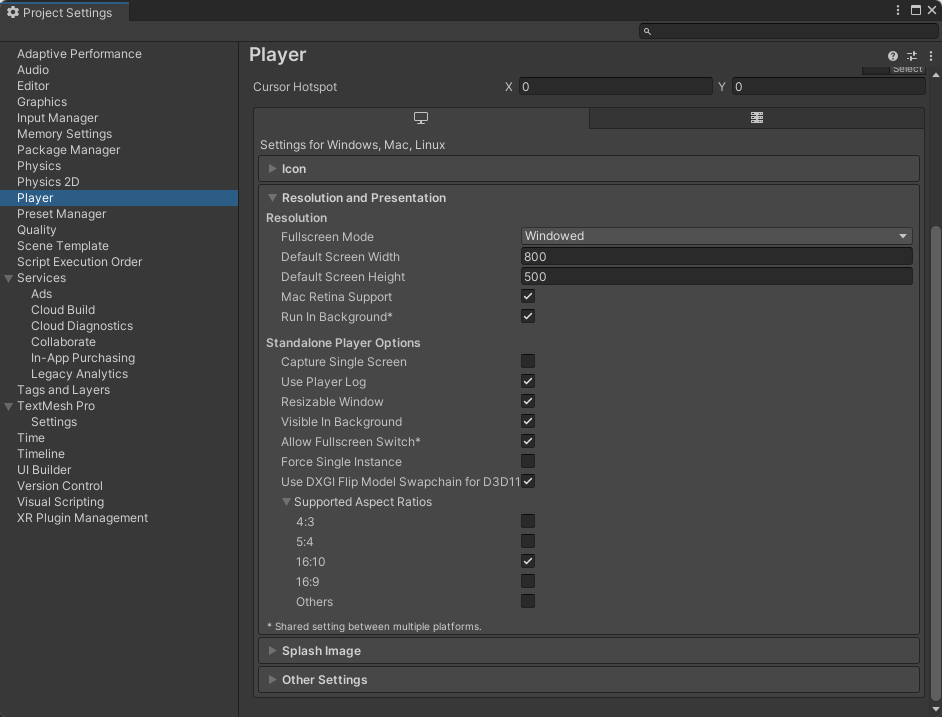 Project Settings
Adaptive Performance
Audio
Editor
Graphics
Input Manager
Memory Settings
Package Manager
Physics
Physics 2D
Player
Preset Manager
Quality
Scene Template
Script Execution Order
Services
Ads
Cloud Build
Cloud Diagnostics
Collaborate
In-App Purchasing
Legacy Analytics
Tags and Layers
TextMesh Pro
Settings
Time
Timeline
UI Builder
Version Control
Visual Scripting
XR Plugin Management
Player
Select
Cursor Hotspot X 0 Y 0
Settings for Windows, Mac, Linux
Icon
Resolution and Presentation
Resolution
Fullscreen Mode Windowed
Default Screen Width 800
Default Screen Height 500
Mac Retina Support
Run In Background*
Standalone Player Options
Capture Single Screen
Use Player Log
Resizable Window
Visible In Background
Allow Fullscreen Switch*
Force Single Instance
Use DXGI Flip Model Swapchain for D3D11
Supported Aspect Ratios
4:3
5:4
16:10
16:9
Others
* Shared setting between multiple platforms.
Splash Image
Other Settings